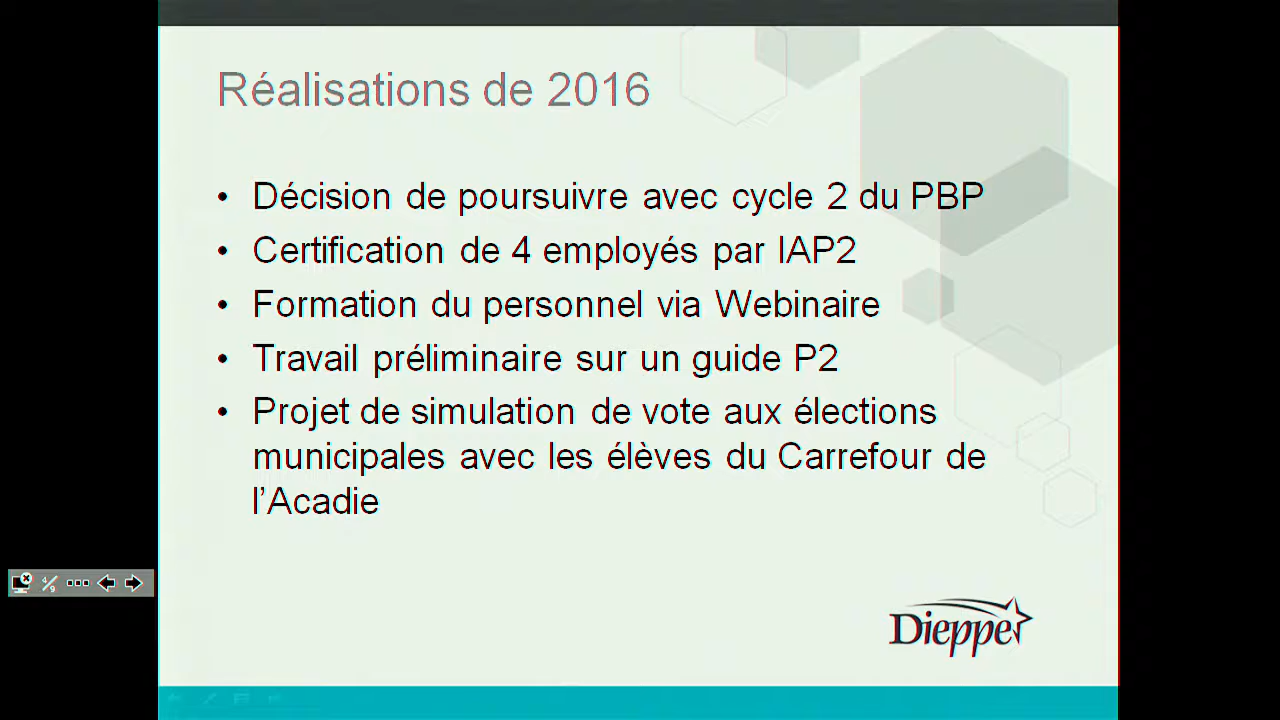 Réalisations de 2016
• Décision de poursuivre avec cycle 2 du PBP
• Certification de 4 employés par IAP2
• Formation du personnel via Webinaire
• Travail préliminaire sur un guide P2
• Projet de simulation de vote aux élections
municipales avec les élèves du Carrefour de
l’Acadie
4/9
Dieppe